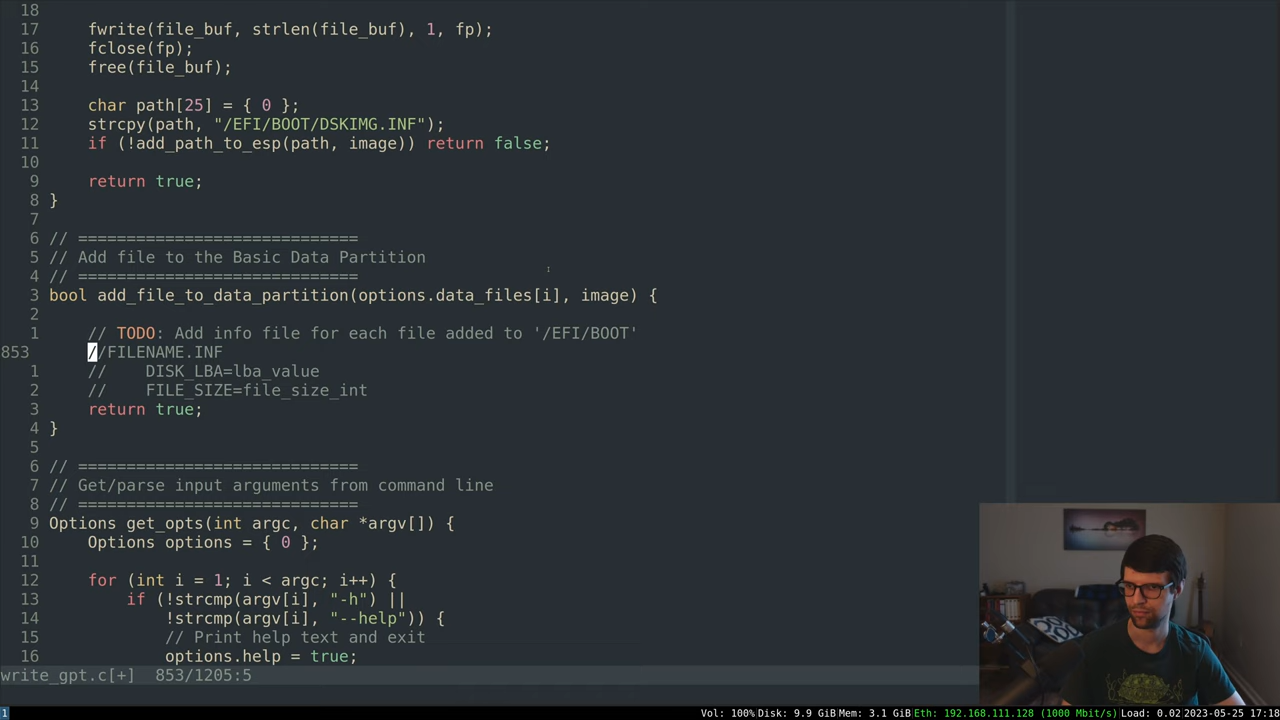 18
17 fwrite(file_buf, strlen(file_buf), 1, fp);
16 fclose(fp);
15 free(file_buf);
14
13 char path[25] = { 0 };
12 strcpy(path, "/EFI/BOOT/DSKIMG.INF");
11 if (!add_path_to_esp(path, image)) return false;
10
9 return true;
8 }
7
6 // =============================
5 // Add file to the Basic Data Partition
4 // =============================
3 bool add_file_to_data_partition(options.data_files[i], image) {
2
1 // TODO: Add info file for each file added to '/EFI/BOOT'
853 //FILENAME.INF
1 // DISK_LBA=lba_value
2 // FILE_SIZE=file_size_int
3 return true;
4 }
5
6 // =============================
7 // Get/parse input arguments from command line
8 // =============================
9 Options get_opts(int argc, char *argv[]) {
10 Options options = { 0 };
11
12 for (int i = 1; i < argc; i++) {
13 if (!strcmp(argv[i], "-h") ||
14 !strcmp(argv[i], "--help")) {
15 // Print help text and exit
16 options.help = true;
write_gpt.c[+] 853/1205:5
1 Vol: 100% Disk: 9.9 GiB Mem: 3.1 GiB Eth: 192.168.111.128 (1000 Mbit/s) Load: 0.02 2023-05-25 17:18